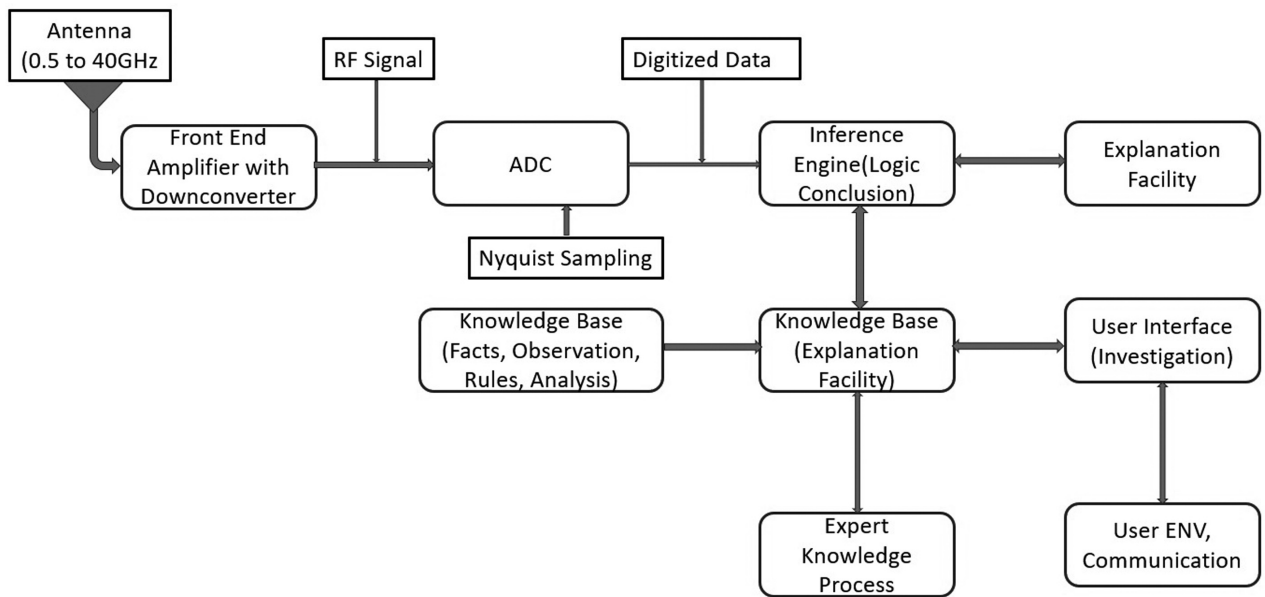 Antenna
(0.5 to 40GHz
RF Signal
Digitized Data
Front End
Amplifier with
Downconverter
ADC
Inference
Engine(Logic
Conclusion)
Explanation
Facility
Nyquist Sampling
Knowledge Base
(Facts, Observation,
Rules, Analysis)
Knowledge Base
(Explanation
Facility)
User Interface
(Investigation)
Expert
Knowledge
Process
User ENV,
Communication